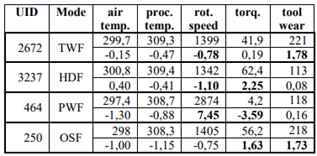 UID Mode air temp. proc. temp. rot. speed torq. tool wear
2672 TWF 299,7 309,3 1399 41,9 221
-0,15 -0,47 -0,78 0,19 1,78
3237 HDF 300,8 309,4 1342 62,4 113
0,40 -0,41 -1,10 2,25 0,08
464 PWF 297,4 308,7 2874 4,2 118
-1,30 -0,88 7,45 -3,59 0,16
250 OSF 298 308,3 1405 56,2 218
-1,00 -1,15 -0,75 1,63 1,73